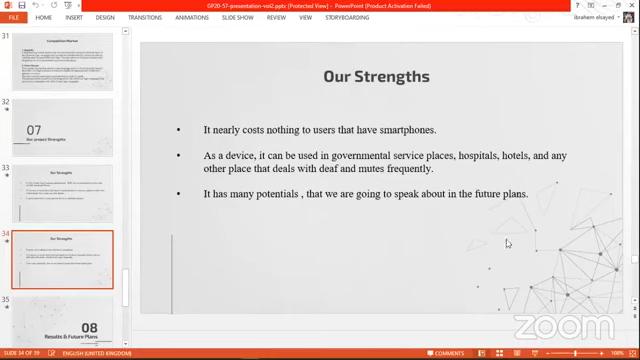 GP20-57-presentation-vol2.pptx [Protected View] - PowerPoint (Product Activation Failed)
FILE HOME INSERT DESIGN TRANSITIONS ANIMATIONS SLIDE SHOW REVIEW VIEW STORYBOARDING
ibrahem elsayed
31
Competition/Market
32
07
Our project Strengths
33
Our Strengths
34
Our Strengths
35
08
Results & Future Plans
Our Strengths
• It nearly costs nothing to users that have smartphones.
• As a device, it can be used in governmental service places, hospitals, hotels, and any
other place that deals with deaf and mutes frequently.
• It has many potentials , that we are going to speak about in the future plans.
zoom
SLIDE 34 OF 39 ENGLISH (UNITED KINGDOM) COMMENTS 100%